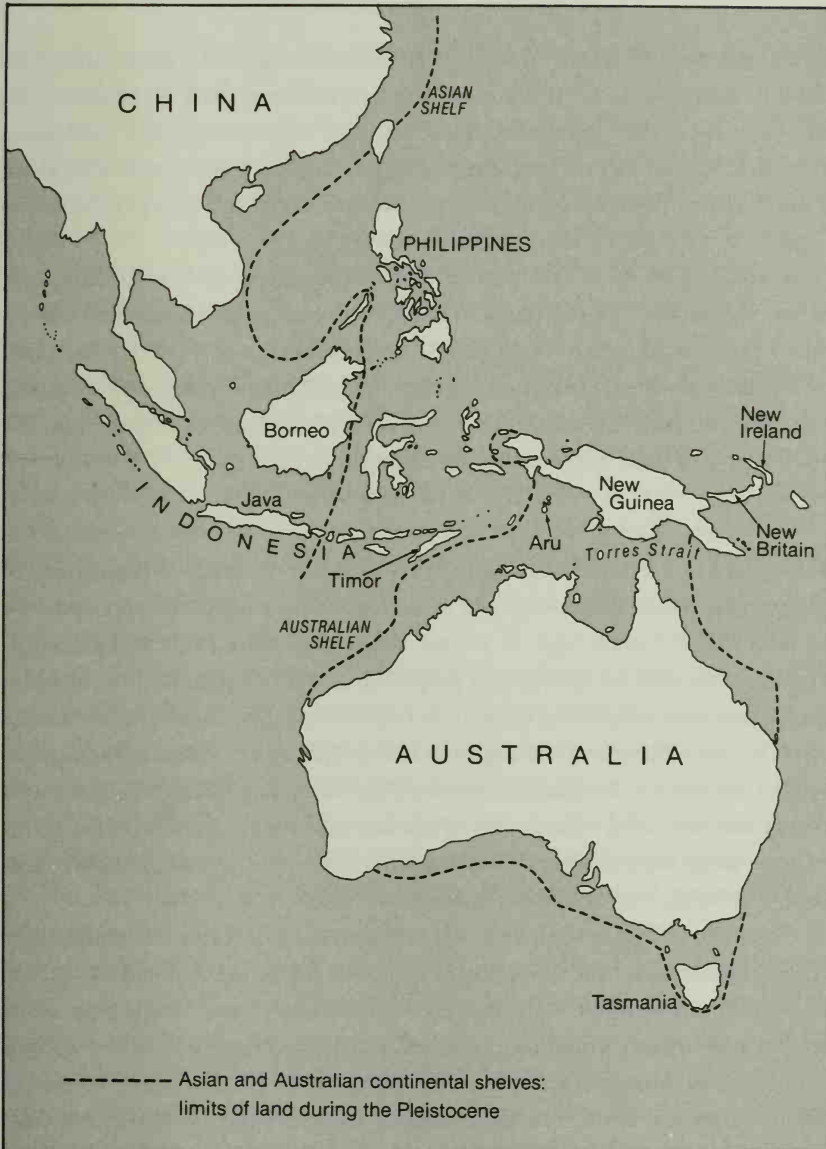 CHINA
ASIAN
SHELF
PHILIPPINES
Borneo
New
Ireland
New
Guinea
Java
INDONESIA
New
Britain
Aru
Torres Strait
Timor
AUSTRALIAN
SHELF
AUSTRALIA
Tasmania
Asian and Australian continental shelves:
limits of land during the Pleistocene